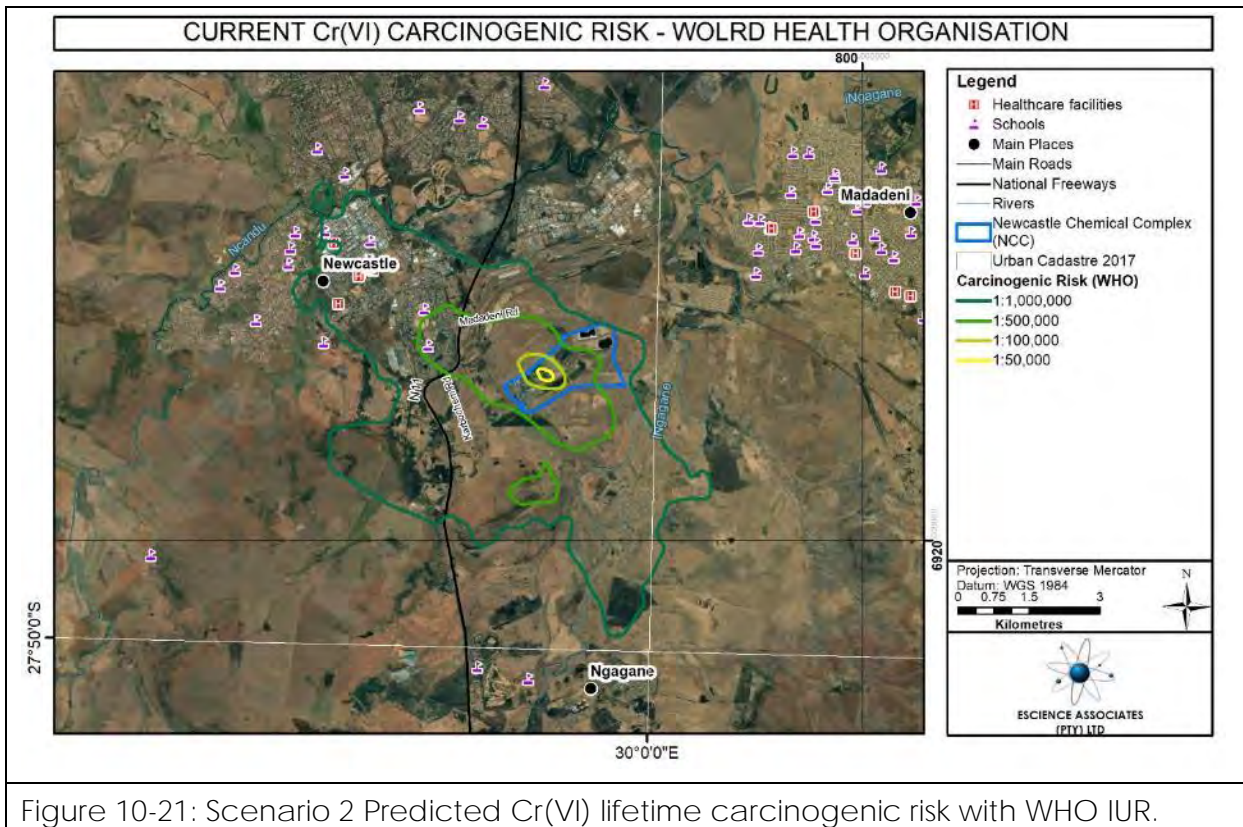 CURRENT Cr(VI) CARCINOGENIC RISK - WOLRD HEALTH ORGANISATION
800
iNgagane
Ncandu
Newcastle
Madadeni
Madadeni Rd
N11
Karbochem Rd
iNgagane
Ngagane
6920
27°50'0"S
30°0'0"E
Legend
Healthcare facilities
Schools
Main Places
Main Roads
National Freeways
Rivers
Newcastle Chemical Complex
(NCC)
Urban Cadastre 2017
Carcinogenic Risk (WHO)
1:1,000,000
1:500,000
1:100,000
1:50,000
Projection: Transverse Mercator
Datum: WGS 1984
N
0 0.75 1.5 3
Kilometres
ESCIENCE ASSOCIATES
(PTY) LTD
Figure 10-21: Scenario 2 Predicted Cr(VI) lifetime carcinogenic risk with WHO IUR.